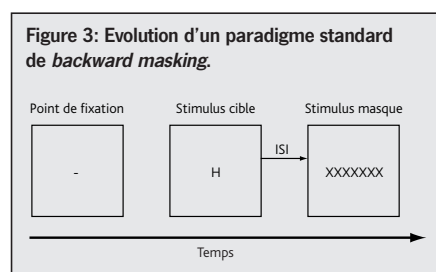 Figure 3: Evolution d'un paradigme standard
de backward masking.
Point de fixation
Stimulus cible
Stimulus masque
ISI
-
H
XXXXXXX
Temps